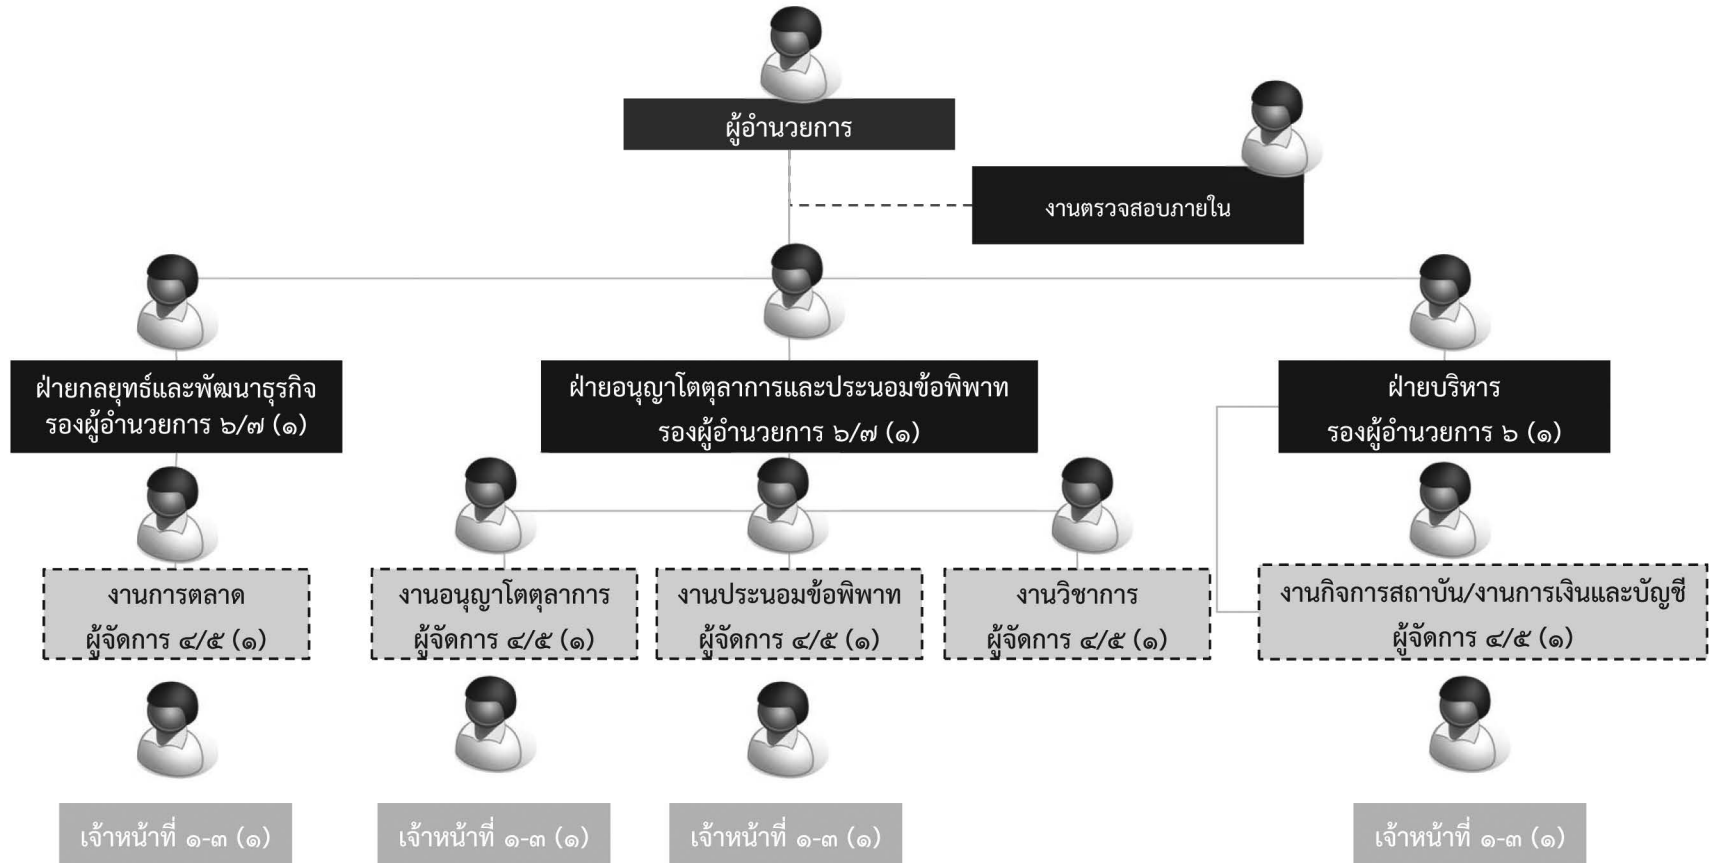 ผู้อำนวยการ
งานตรวจสอบภายใน
ฝ่ายกลยุทธ์และพัฒนาธุรกิจ
รองผู้อำนวยการ ๖/๗ (๑)
ฝ่ายอนุญาโตตุลาการและประนอมข้อพิพาท
รองผู้อำนวยการ ๖/๗ (๑)
ฝ่ายบริหาร
รองผู้อำนวยการ ๖ (๑)
งานการตลาด
ผู้จัดการ ๔/๕ (๑)
งานอนุญาโตตุลาการ
ผู้จัดการ ๔/๕ (๑)
งานประนอมข้อพิพาท
ผู้จัดการ ๔/๕ (๑)
งานวิชาการ
ผู้จัดการ ๔/๕ (๑)
งานกิจการสถาบัน/งานการเงินและบัญชี
ผู้จัดการ ๔/๕ (๑)
เจ้าหน้าที่ ๑-๓ (๑)
เจ้าหน้าที่ ๑-๓ (๑)
เจ้าหน้าที่ ๑-๓ (๑)
เจ้าหน้าที่ ๑-๓ (๑)